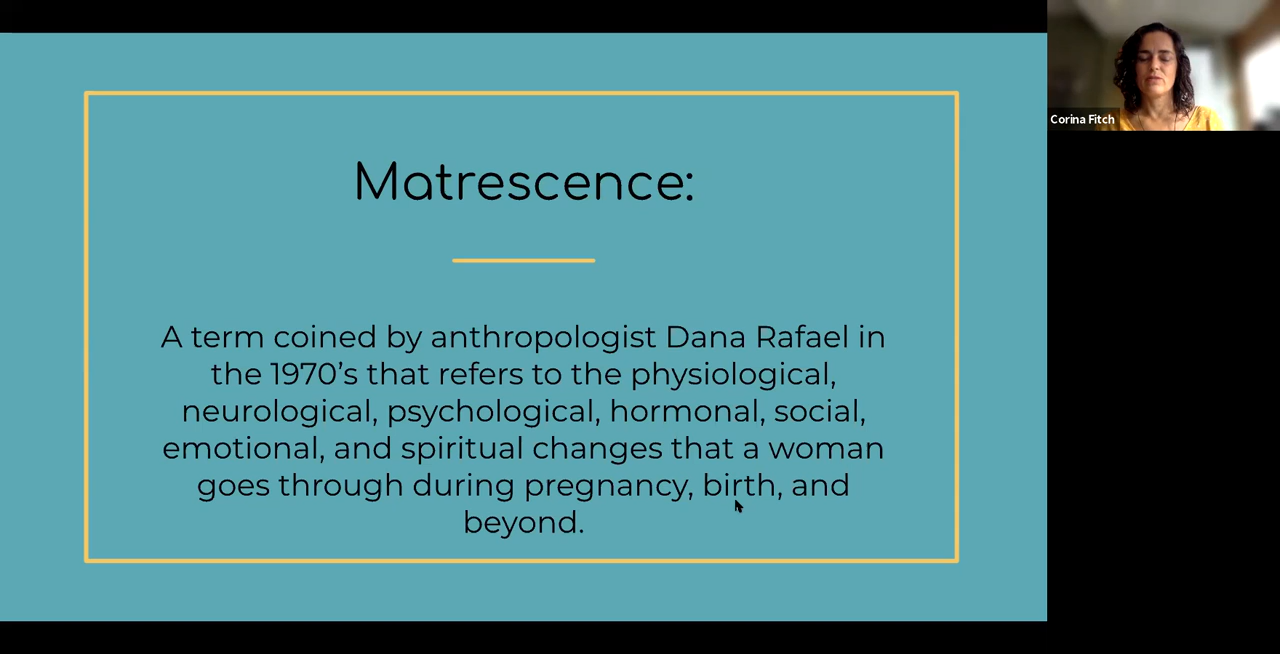 Matrescence:
A term coined by anthropologist Dana Rafael in
the 1970’s that refers to the physiological,
neurological, psychological, hormonal, social,
emotional, and spiritual changes that a woman
goes through during pregnancy, birth, and
beyond.
Corina Fitch